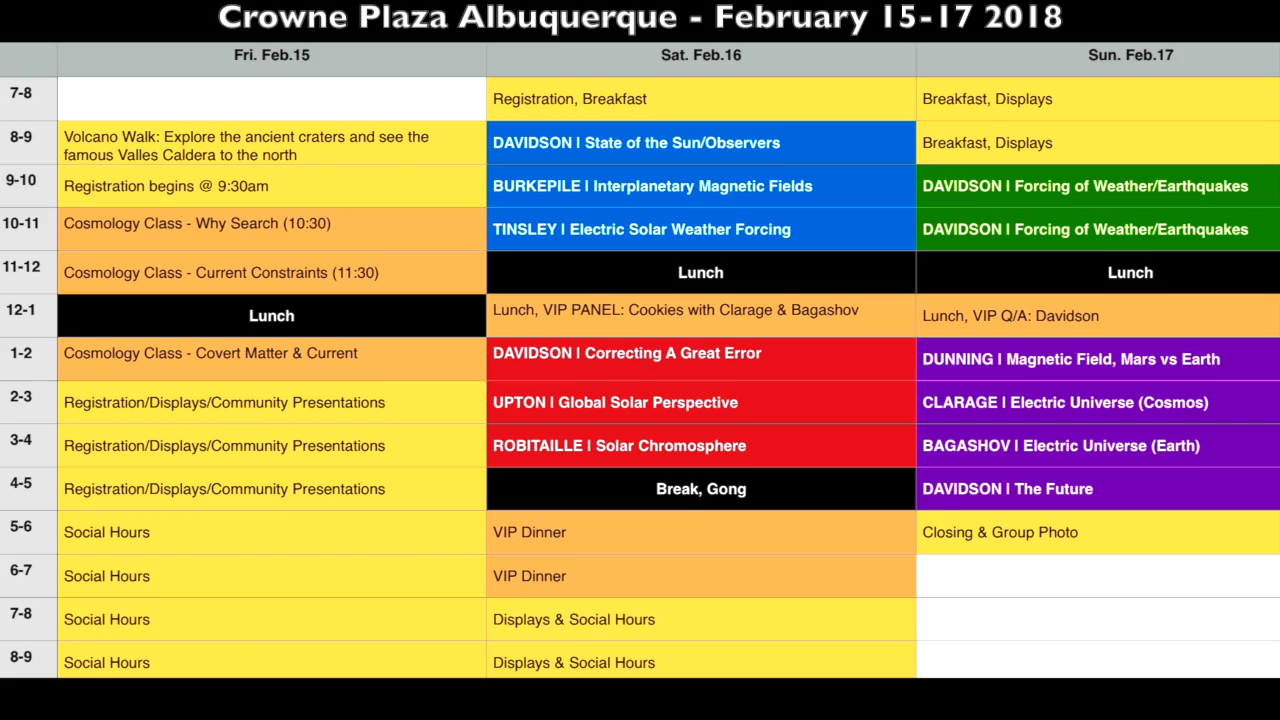 Crowne Plaza Albuquerque - February 15-17 2018
Fri. Feb.15 Sat. Feb.16 Sun. Feb.17
7-8 Registration, Breakfast Breakfast, Displays
8-9 Volcano Walk: Explore the ancient craters and see the
famous Valles Caldera to the north DAVIDSON | State of the Sun/Observers Breakfast, Displays
9-10 Registration begins @ 9:30am BURKEPILE | Interplanetary Magnetic Fields DAVIDSON | Forcing of Weather/Earthquakes
10-11 Cosmology Class - Why Search (10:30) TINSLEY | Electric Solar Weather Forcing DAVIDSON | Forcing of Weather/Earthquakes
11-12 Cosmology Class - Current Constraints (11:30) Lunch Lunch
12-1 Lunch Lunch, VIP PANEL: Cookies with Clarage & Bagashov Lunch, VIP Q/A: Davidson
1-2 Cosmology Class - Covert Matter & Current DAVIDSON | Correcting A Great Error DUNNING | Magnetic Field, Mars vs Earth
2-3 Registration/Displays/Community Presentations UPTON | Global Solar Perspective CLARAGE | Electric Universe (Cosmos)
3-4 Registration/Displays/Community Presentations ROBITAILLE | Solar Chromosphere BAGASHOV | Electric Universe (Earth)
4-5 Registration/Displays/Community Presentations Break, Gong DAVIDSON | The Future
5-6 Social Hours VIP Dinner Closing & Group Photo
6-7 Social Hours VIP Dinner
7-8 Social Hours Displays & Social Hours
8-9 Social Hours Displays & Social Hours